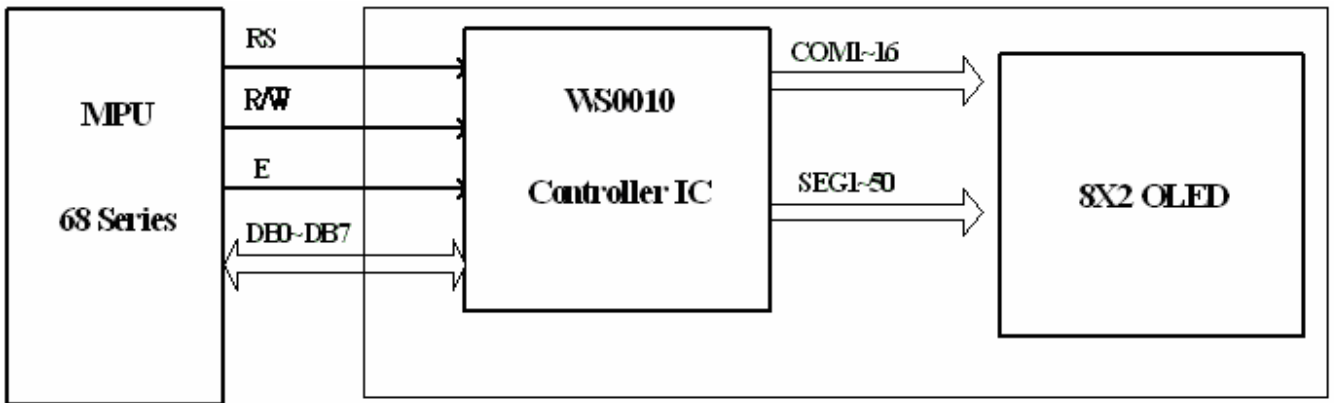 MPU
68 Series
RS
R/W
E
DB0~DB7
WS0010
Controller IC
COM1~16
SEG1~50
8X2 OLED